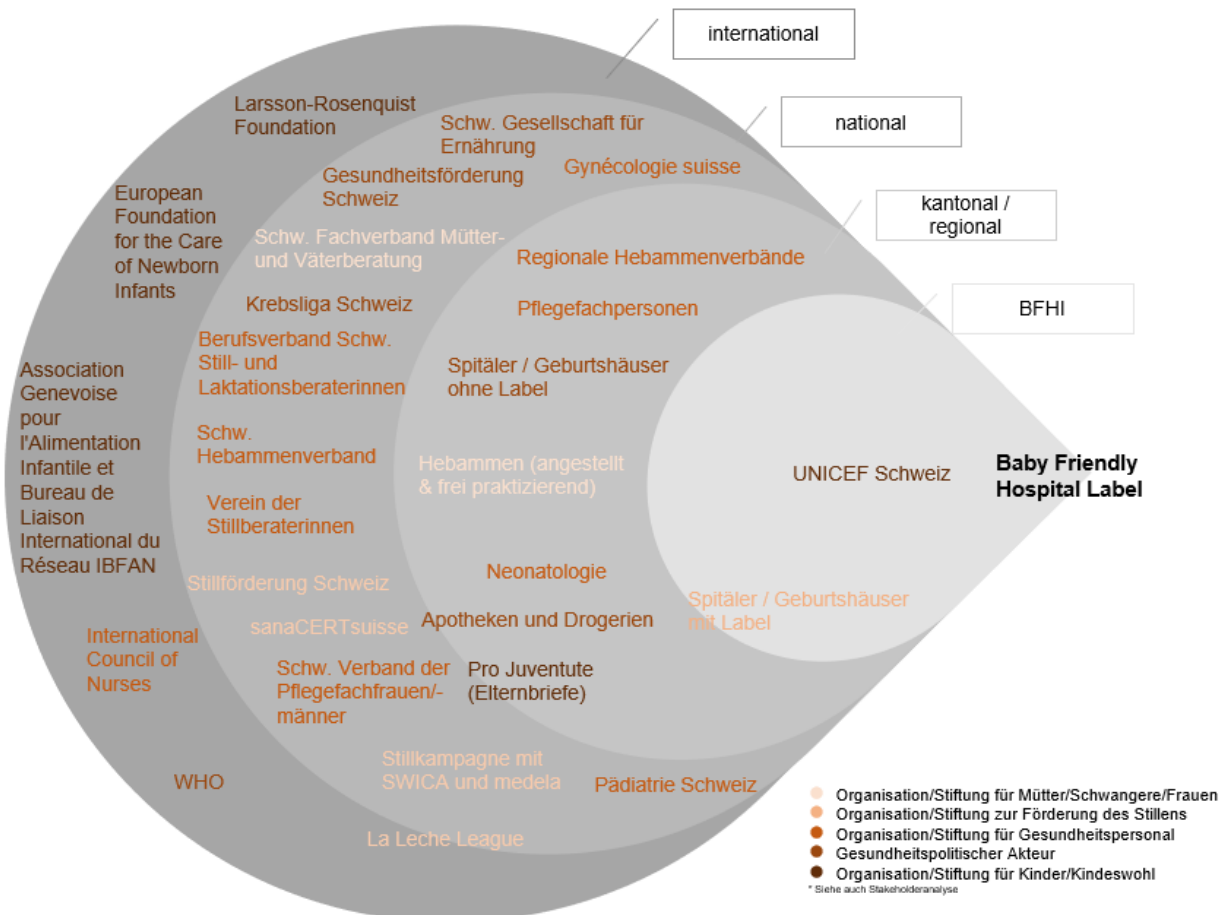 international
national
kantonal /
regional
BFHI
Larsson-Rosenquist
Foundation
European
Foundation
for the Care
of Newborn
Infants
Association
Genevoise
pour
l'Alimentation
Infantile et
Bureau de
Liaison
International du
Réseau IBFAN
International
Council of
Nurses
WHO
La Leche League
Schw. Gesellschaft für
Ernährung
Gynécologie suisse
Gesundheitsförderung
Schweiz
Schw. Fachverband Mütter-
und Väterberatung
Krebsliga Schweiz
Berufsverband Schw.
Still- und
Laktationsberaterinnen
Schw.
Hebammenverband
Verein der
Stillberaterinnen
Stillförderung Schweiz
sanaCERTsuisse
Schw. Verband der
Pflegefachfrauen/-
männer
Stillkampagne mit
SWICA und medela
Pädiatrie Schweiz
Regionale Hebammenverbände
Pflegefachpersonen
Spitäler / Geburtshäuser
ohne Label
Hebammen (angestellt
& frei praktizierend)
Neonatologie
Apotheken und Drogerien
Pro Juventute
(Elternbriefe)
UNICEF Schweiz
Spitäler / Geburtshäuser
mit Label
Baby Friendly
Hospital Label
Organisation/Stiftung für Mütter/Schwangere/Frauen
Organisation/Stiftung zur Förderung des Stillens
Organisation/Stiftung für Gesundheitspersonal
Gesundheitspolitischer Akteur
Organisation/Stiftung für Kinder/Kindeswohl
* Siehe auch Stakeholderanalyse